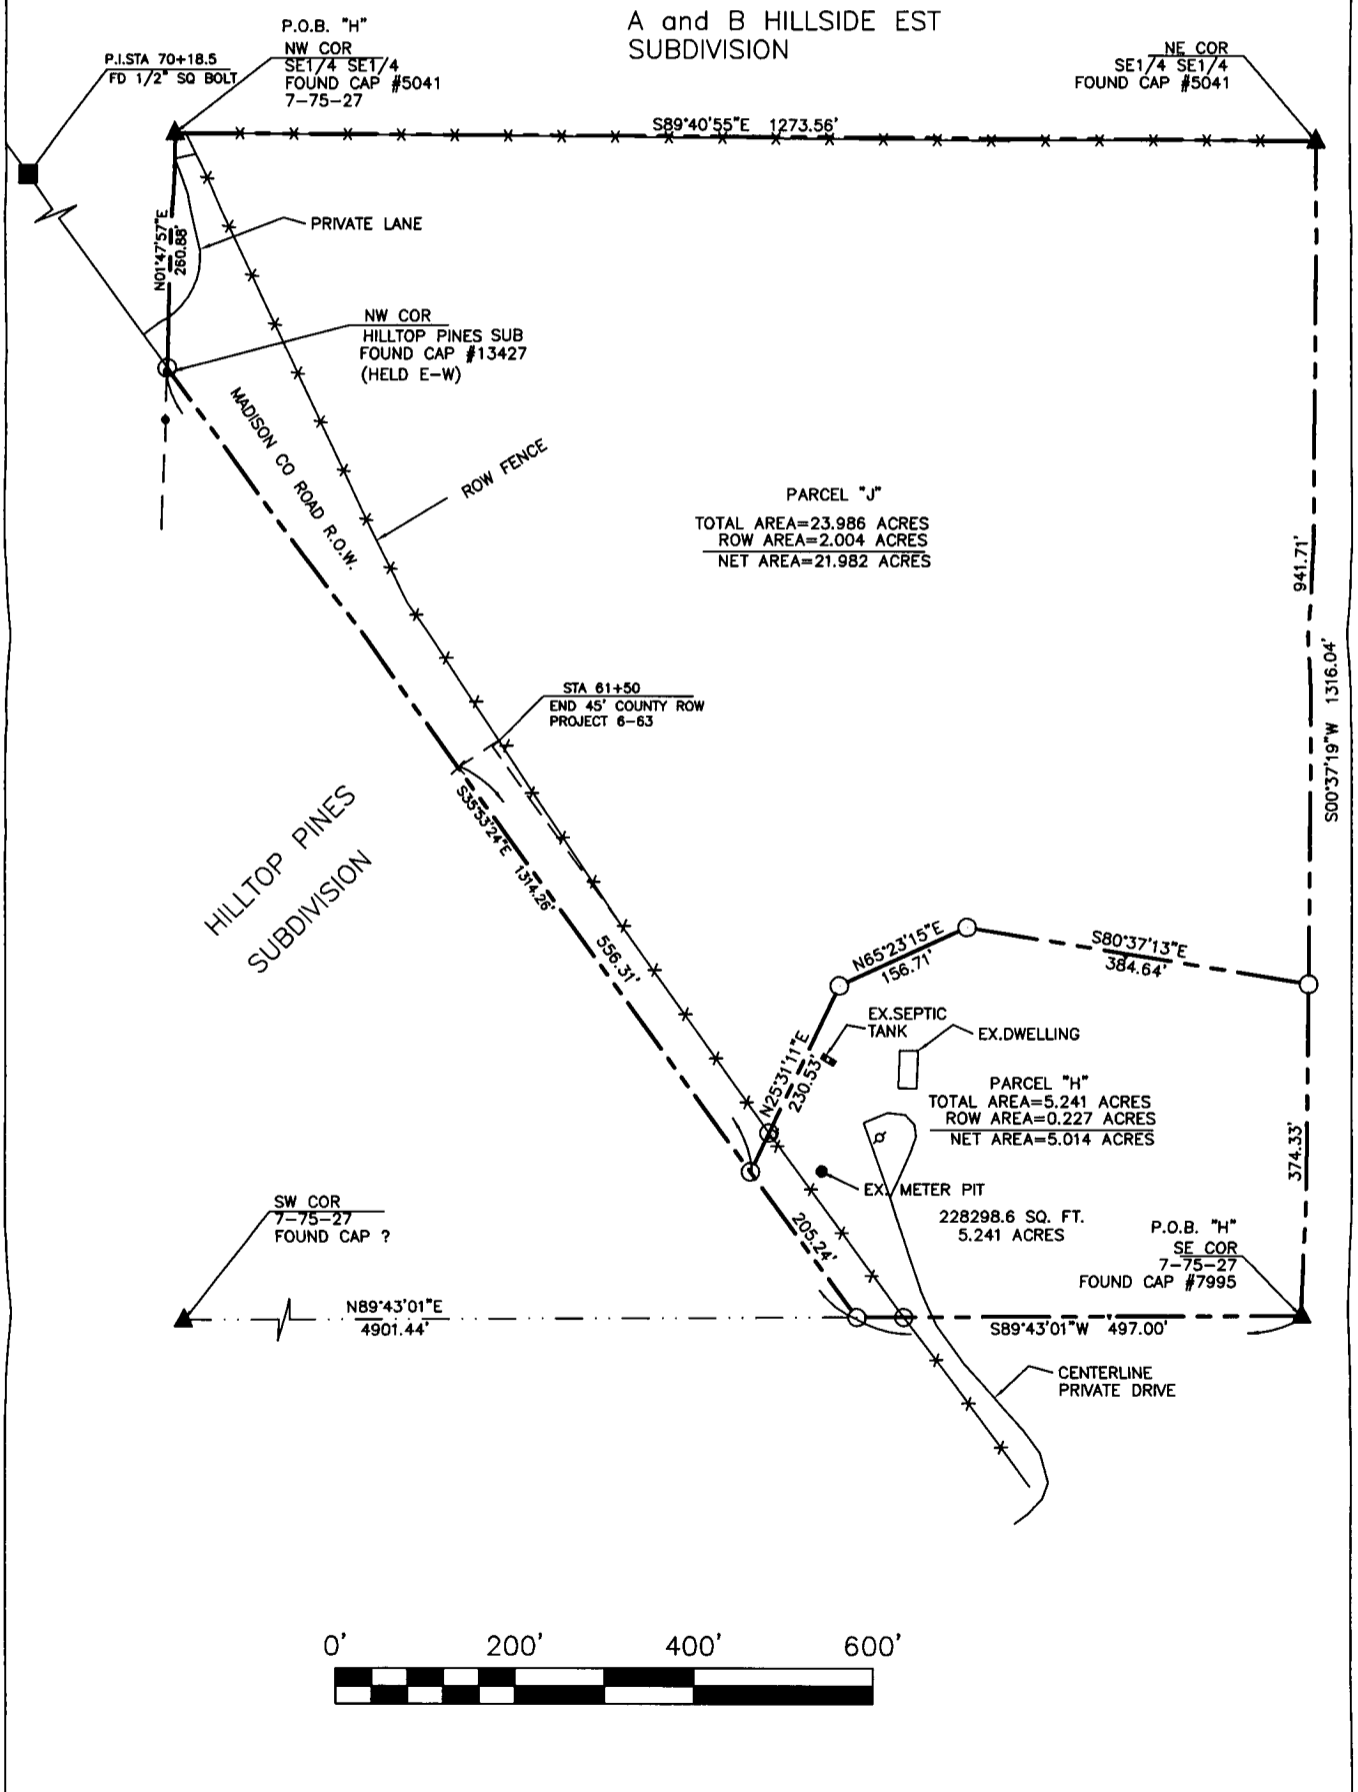 A and B HILLSIDE EST
SUBDIVISION
P.O.B. "H"
NW COR
SE1/4 SE1/4
FOUND CAP #5041
7-75-27
P.I.STA 70+18.5
FD 1/2" SQ BOLT
NE COR
SE1/4 SE1/4
FOUND CAP #5041
S89°40'55"E 1273.56'
N01°47'57"E
260.88'
PRIVATE LANE
NW COR
HILLTOP PINES SUB
FOUND CAP #13427
(HELD E-W)
MADISON CO ROAD R.O.W.
ROW FENCE
PARCEL "J"
TOTAL AREA=23.986 ACRES
ROW AREA=2.004 ACRES
NET AREA=21.982 ACRES
941.71'
S00°37'19"W 1316.04'
STA 61+50
END 45' COUNTY ROW
PROJECT 6-63
HILLTOP PINES
SUBDIVISION
S35°53'24"E 1314.26'
556.31'
N65°23'15"E
156.71'
S80°37'13"E
384.64'
EX.SEPTIC
TANK
EX.DWELLING
N25°31'11"E
230.53'
PARCEL "H"
TOTAL AREA=5.241 ACRES
ROW AREA=0.227 ACRES
NET AREA=5.014 ACRES
374.33'
EX. METER PIT
228298.6 SQ. FT.
5.241 ACRES
205.24'
SW COR
7-75-27
FOUND CAP ?
P.O.B. "H"
SE COR
7-75-27
FOUND CAP #7995
N89°43'01"E
4901.44'
S89°43'01"W 497.00'
CENTERLINE
PRIVATE DRIVE
0' 200' 400' 600'